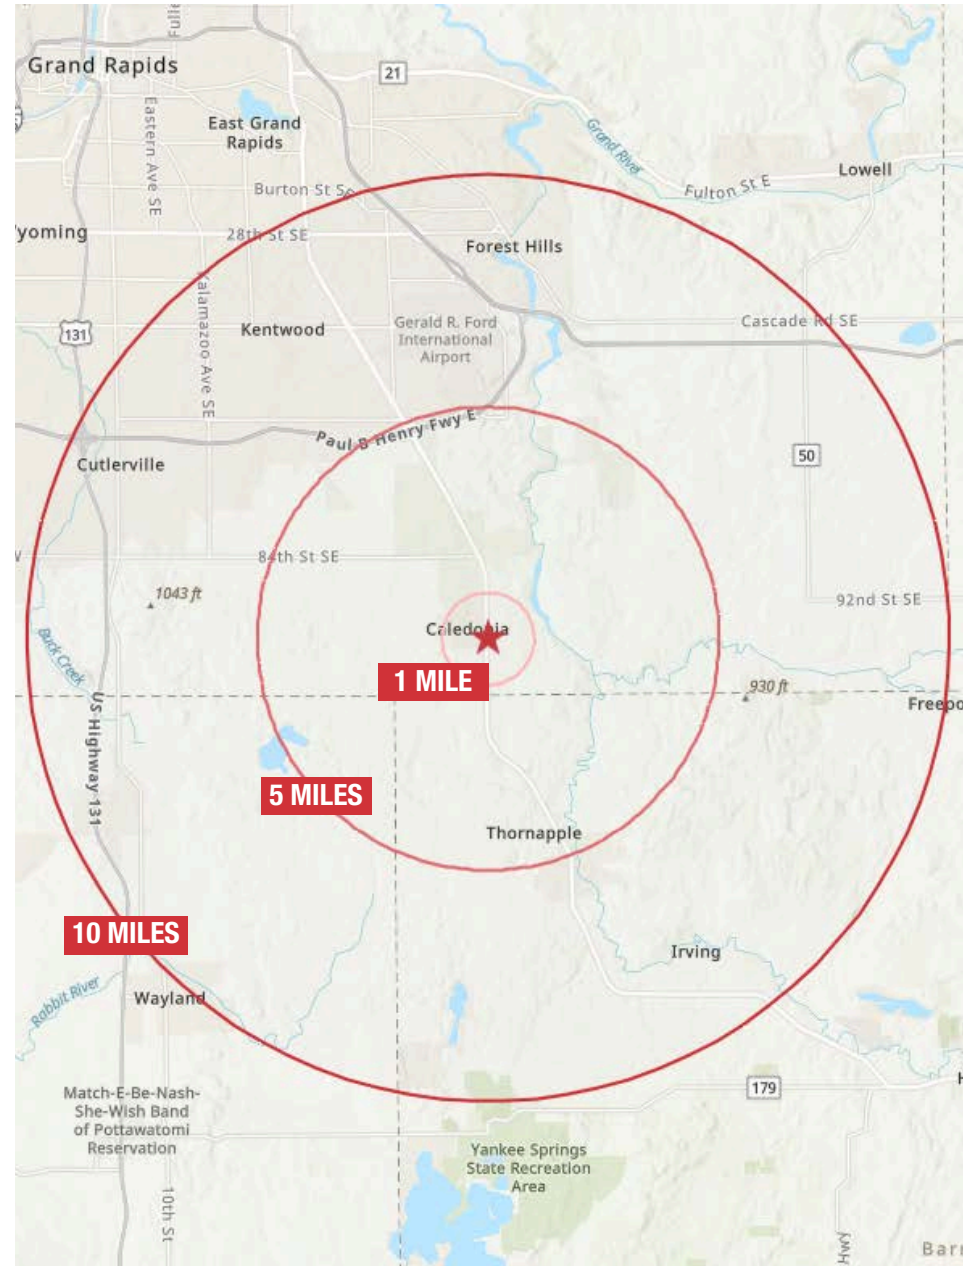 Grand Rapids
21
Eastern Ave SE
East Grand
Rapids
Grand River
Lowell
Fulton St E
Burton St S
yoming
28th St SE
Forest Hills
Kalamazoo Ave SE
131
Kentwood
Gerald R. Ford
International
Airport
Cascade Rd SE
Paul B Henry Fwy E
Cutlerville
50
84th St SE
1043 ft
92nd St SE
Caledonia
Buck Creek
1 MILE
930 ft
Freepo
US Highway 131
5 MILES
Thornapple
10 MILES
Irving
Rabbit River
Wayland
179
Match-E-Be-Nash-
She-Wish Band
of Pottawatomi
Reservation
Yankee Springs
State Recreation
Area
10th St
Hwy
Barr